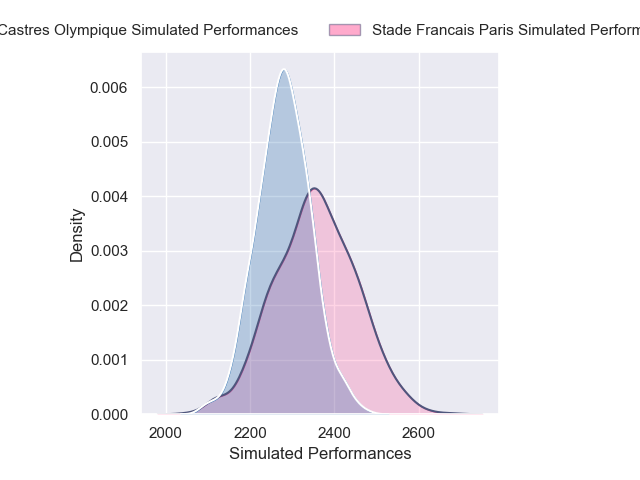 Castres Olympique Simulated Performances
Stade Francais Paris Simulated Perform
0.006
0.005
0.004
0.003
0.002
0.001
0.000
Density
2000 2200 2400 2600
Simulated Performances